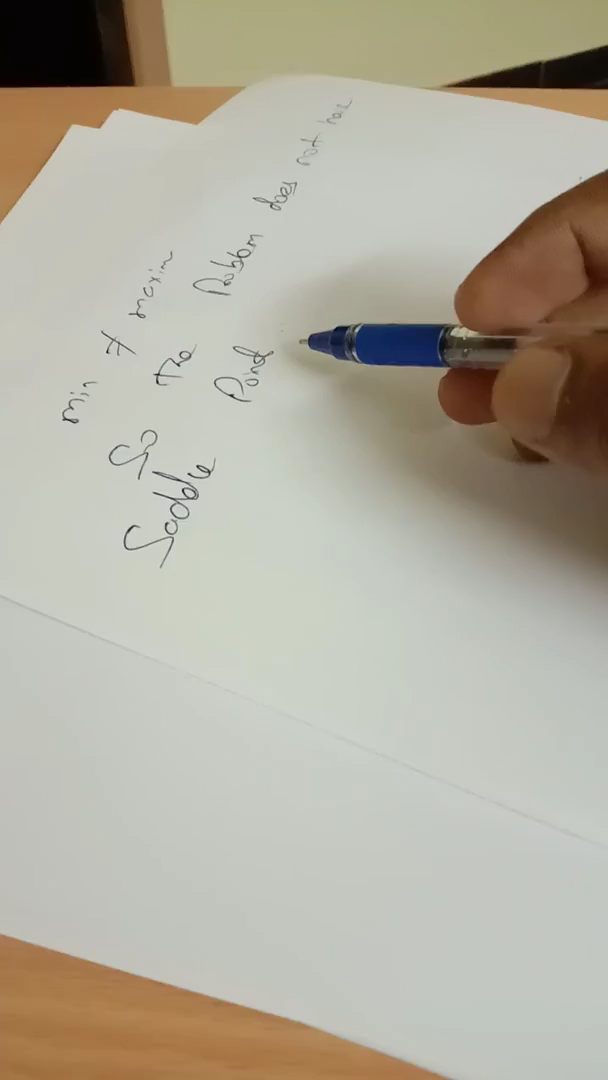 min ≠ maxim
So the Problem does not have
Saddle Point